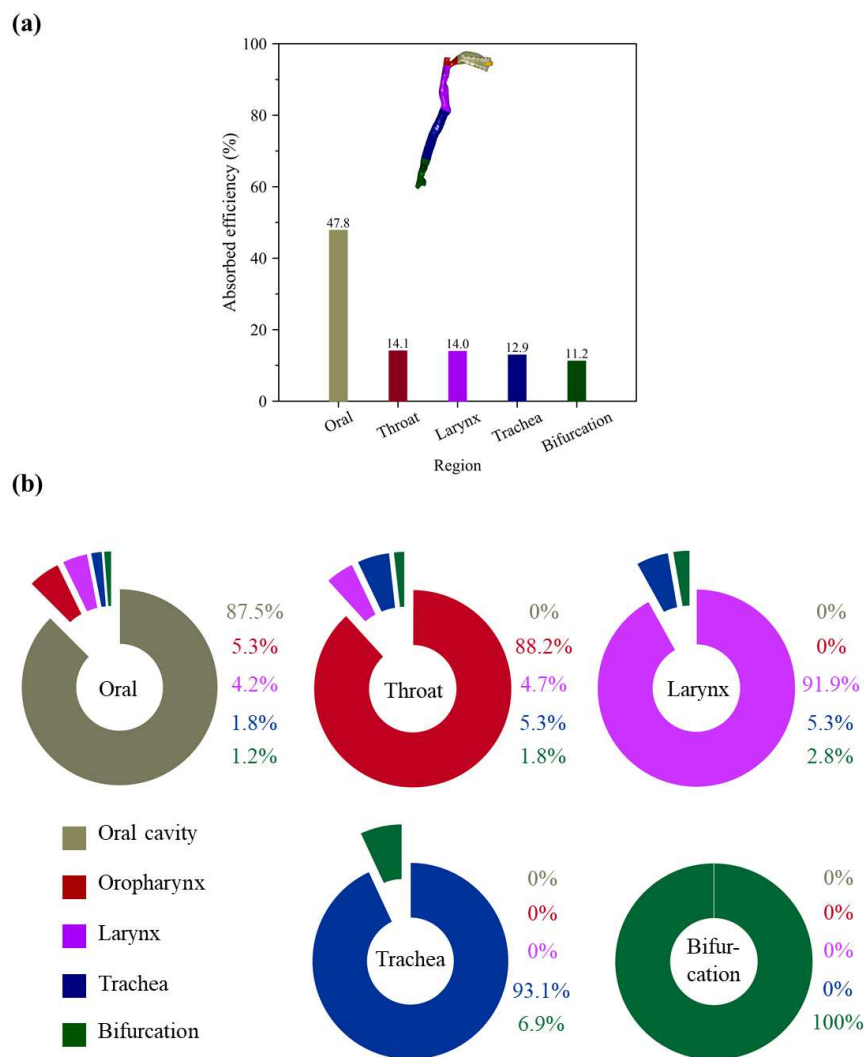 (a)
Absorbed efficiency (%)
100
80
60
40
20
0
47.8
14.1
14.0
12.9
11.2
Oral
Throat
Larynx
Trachea
Bifurcation
Region
(b)
Oral
87.5%
5.3%
4.2%
1.8%
1.2%
Throat
0%
88.2%
4.7%
5.3%
1.8%
Larynx
0%
0%
91.9%
5.3%
2.8%
Oral cavity
Oropharynx
Larynx
Trachea
Bifurcation
Trachea
0%
0%
0%
93.1%
6.9%
Bifur-
cation
0%
0%
0%
0%
100%